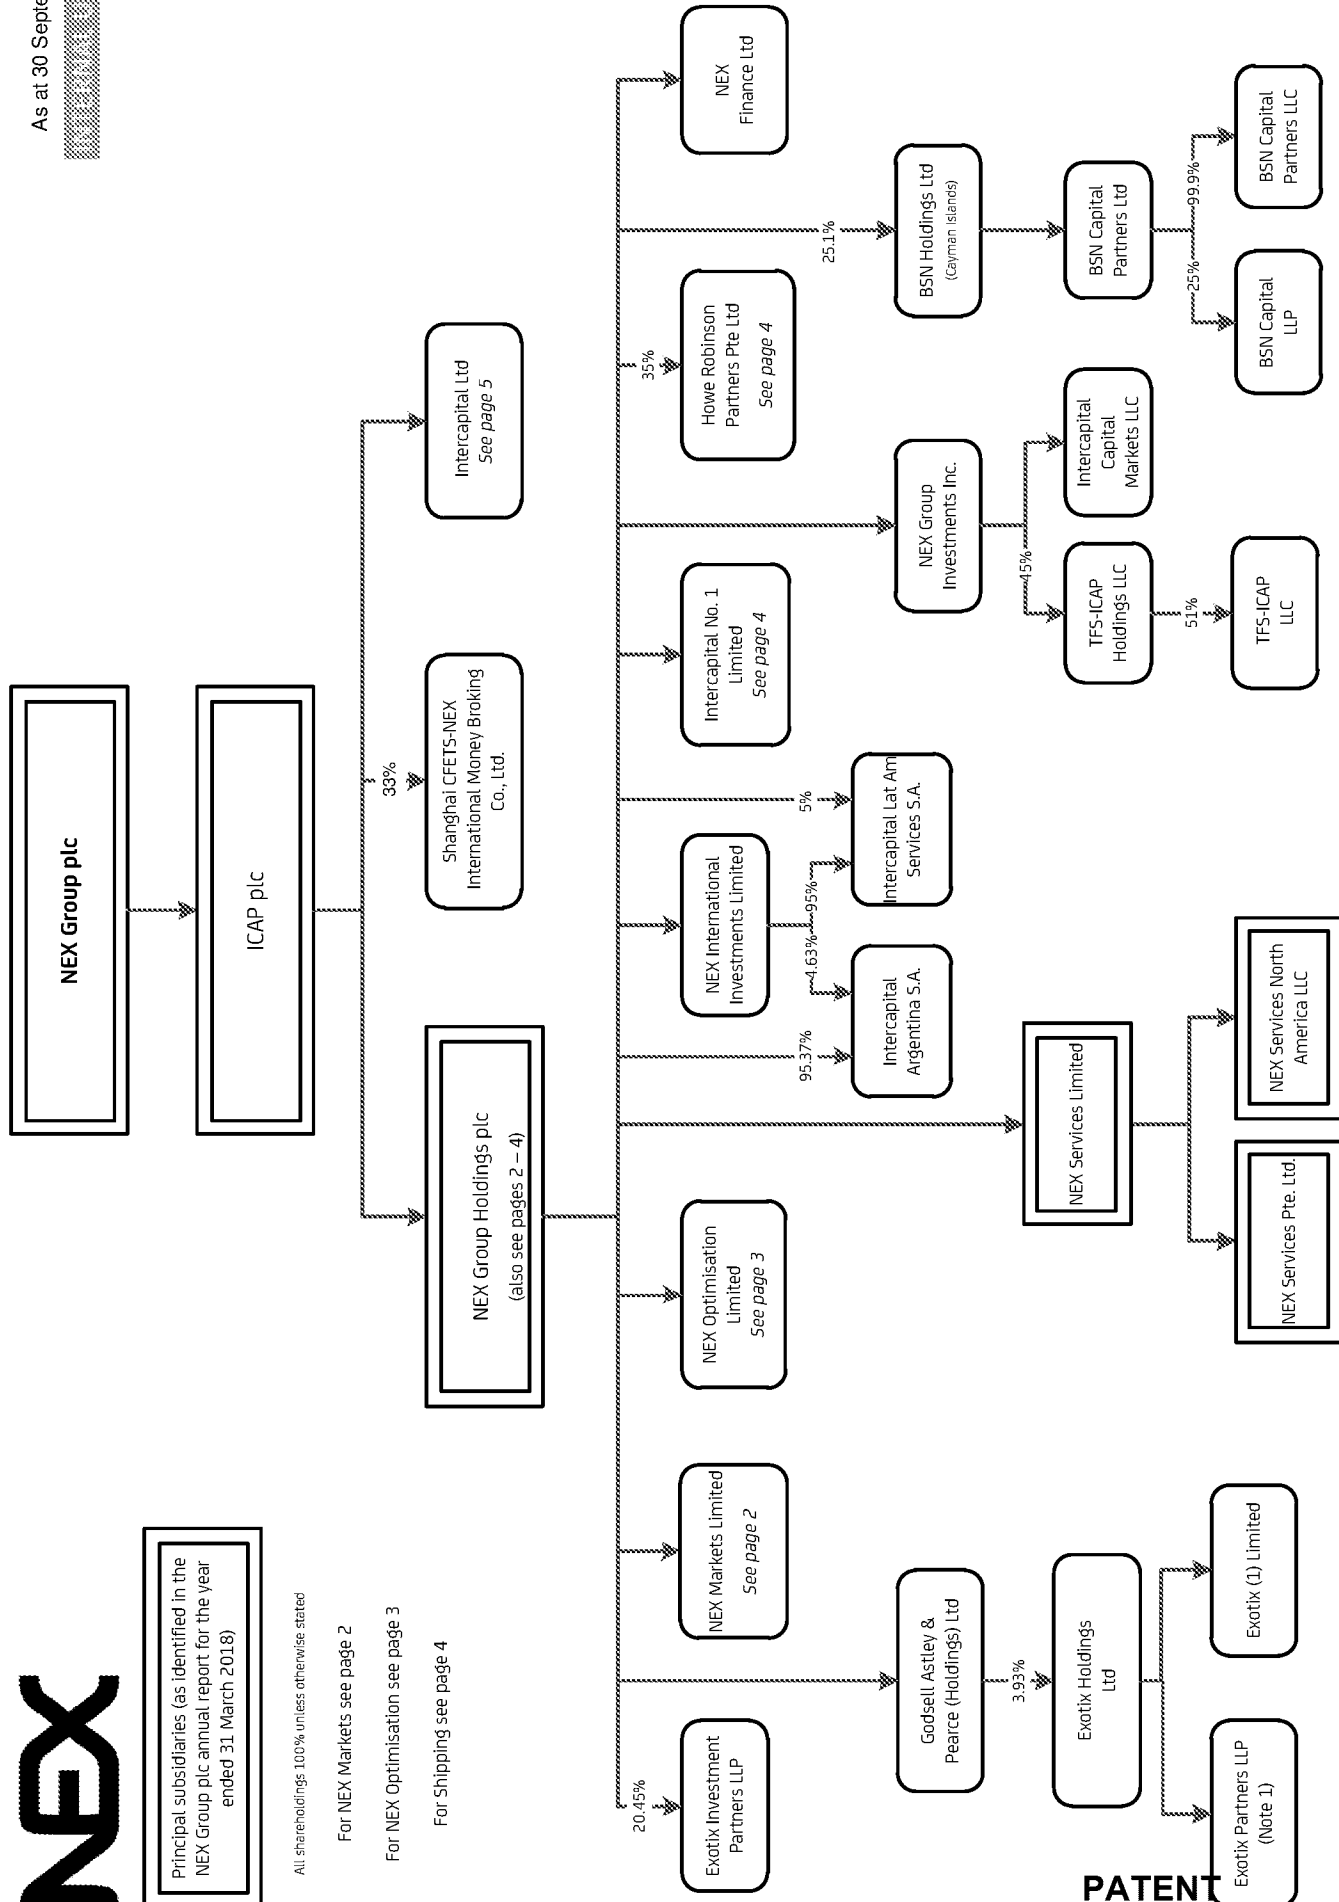 As at 30 Septe
NEX
Principal subsidiaries (as identified in the
NEX Group plc annual report for the year
ended 31 March 2018)
All shareholdings 100% unless otherwise stated
For NEX Markets see page 2
For NEX Optimisation see page 3
For Shipping see page 4
NEX Group plc
ICAP plc
NEX Group Holdings plc
(also see pages 2 – 4)
33%
Shanghai CFETS-NEX
International Money Broking
Co., Ltd.
Intercapital Ltd
See page 5
20.45%
Exotix Investment
Partners LLP
NEX Markets Limited
See page 2
NEX Optimisation
Limited
See page 3
NEX International
Investments Limited
Intercapital No. 1
Limited
See page 4
35%
Howe Robinson
Partners Pte Ltd
See page 4
NEX
Finance Ltd
95.37%
4.63%
95%
5%
Intercapital
Argentina S.A.
Intercapital Lat Am
Services S.A.
25.1%
Godsell Astley &
Pearce (Holdings) Ltd
NEX Group
Investments Inc.
BSN Holdings Ltd
(Cayman Islands)
3.93%
Exotix Holdings
Ltd
NEX Services Limited
45%
TFS-ICAP
Holdings LLC
Intercapital
Capital
Markets LLC
BSN Capital
Partners Ltd
51%
25%
99.9%
Exotix Partners LLP
(Note 1)
Exotix (1) Limited
NEX Services Pte. Ltd.
NEX Services North
America LLC
TFS-ICAP
LLC
BSN Capital
LLP
BSN Capital
Partners LLC
PATENT